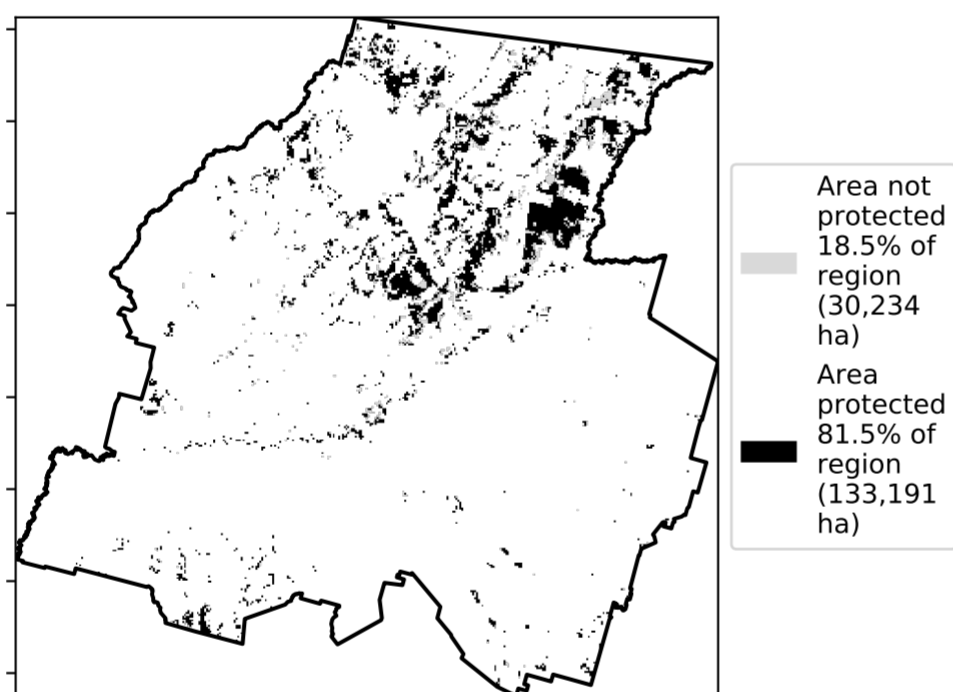 Area not
protected
18.5% of
region
(30,234
ha)
Area
protected
81.5% of
region
(133,191
ha)